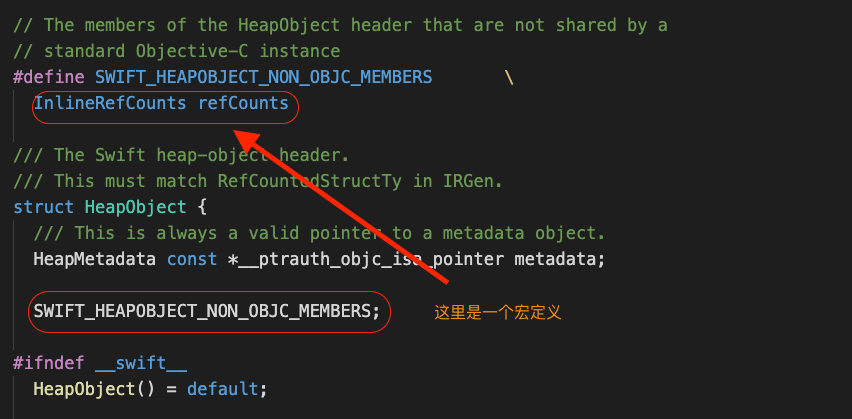 // The members of the HeapObject header that are not shared by a
// standard Objective-C instance
#define SWIFT_HEAPOBJECT_NON_OBJC_MEMBERS \
InlineRefCounts refCounts
/// The Swift heap-object header.
/// This must match RefCountedStructTy in IRGen.
struct HeapObject {
/// This is always a valid pointer to a metadata object.
HeapMetadata const *__ptrauth_objc_isa_pointer metadata;
SWIFT_HEAPOBJECT_NON_OBJC_MEMBERS; 这里是一个宏定义
#ifndef __swift__
HeapObject() = default;